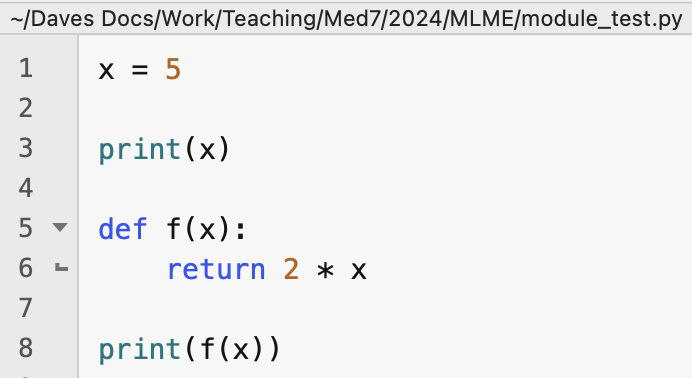 ~/Daves Docs/Work/Teaching/Med7/2024/MLME/module_test.py
1 x = 5
2
3 print(x)
4
5 def f(x):
6     return 2 * x
7
8 print(f(x))